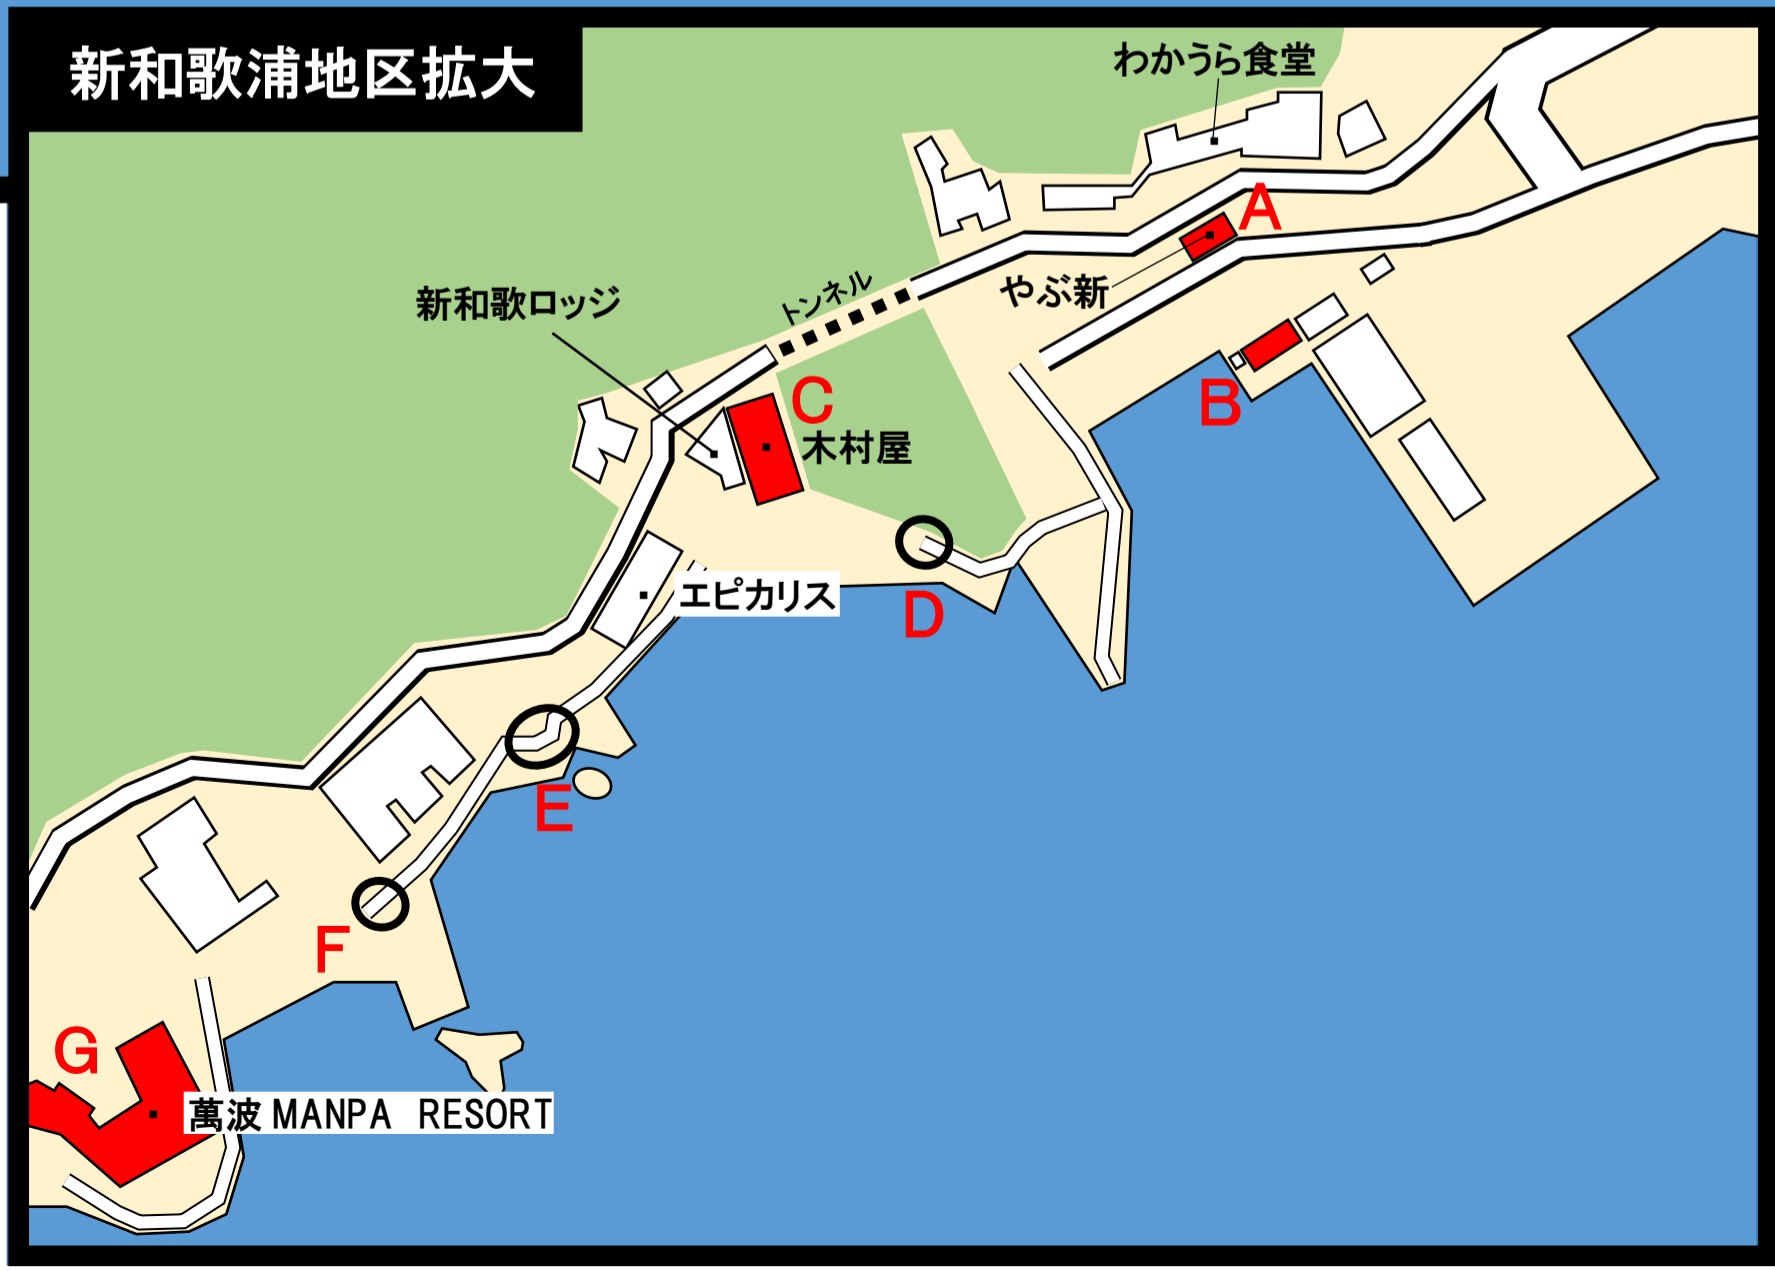 新和歌浦地区拡大
わかうら食堂
A
やぶ新
トンネル
新和歌ロッジ
B
C
木村屋
エピカリス
D
E
F
G
萬波 MANPA RESORT